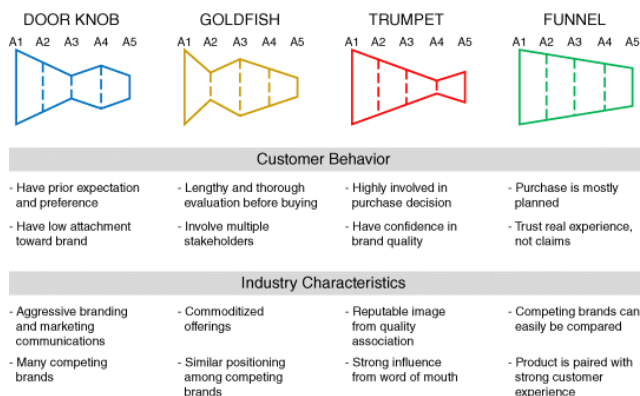 DOOR KNOB GOLDFISH TRUMPET FUNNEL
A1 A2 A3 A4 A5 A1 A2 A3 A4 A5 A1 A2 A3 A4 A5 A1 A2 A3 A4 A5
Customer Behavior
- Have prior expectation
and preference
- Have low attachment
toward brand
- Lengthy and thorough
evaluation before buying
- Involve multiple
stakeholders
- Highly involved in
purchase decision
- Have confidence in
brand quality
- Purchase is mostly
planned
- Trust real experience,
not claims
Industry Characteristics
- Aggressive branding
and marketing
communications
- Many competing
brands
- Commoditized
offerings
- Similar positioning
among competing
brands
- Reputable image
from quality
association
- Strong influence
from word of mouth
- Competing brands can
easily be compared
- Product is paired with
strong customer
experience